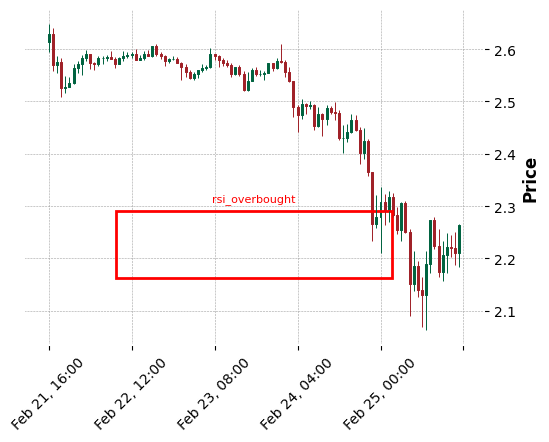 rsi_overbought
2.6
2.5
2.4
2.3
2.2
2.1
Price
Feb 21, 16:00
Feb 22, 12:00
Feb 23, 08:00
Feb 24, 04:00
Feb 25, 00:00